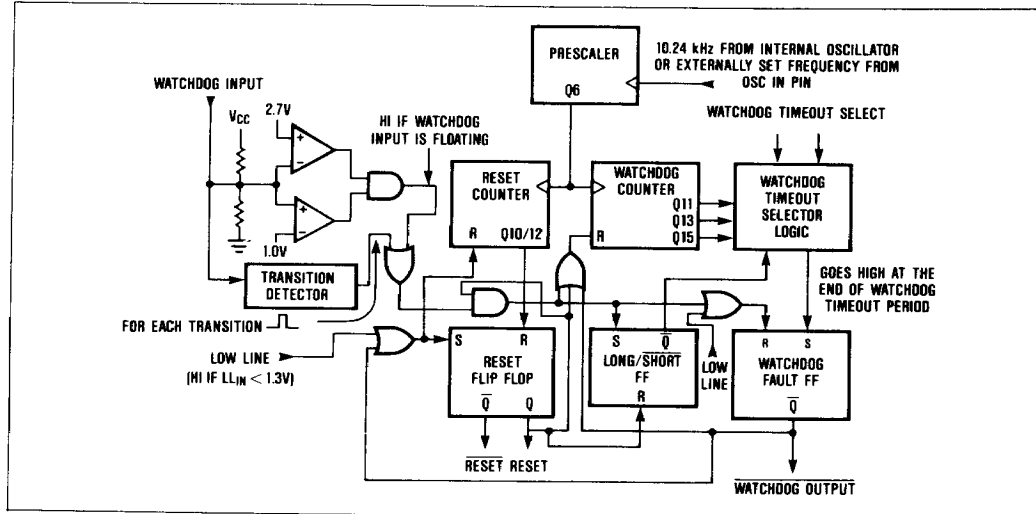 PRESCALER
Q6
10.24 kHz FROM INTERNAL OSCILLATOR
OR EXTERNALLY SET FREQUENCY FROM
OSC IN PIN
WATCHDOG INPUT
VCC
2.7V
+
−
+
−
1.0V
HI IF WATCHDOG
INPUT IS FLOATING
WATCHDOG TIMEOUT SELECT
RESET
COUNTER
R Q10/12
WATCHDOG
COUNTER
Q11
Q13
Q15
R
WATCHDOG
TIMEOUT
SELECTOR
LOGIC
TRANSITION
DETECTOR
FOR EACH TRANSITION
GOES HIGH AT THE
END OF WATCHDOG
TIMEOUT PERIOD
LOW LINE
(HI IF LLIN < 1.3V)
S R
RESET
FLIP FLOP
Q̅ Q
R̅E̅S̅E̅T̅ RESET
S Q̅
LONG/S̅H̅O̅R̅T̅
FF
R
LOW
LINE
R S
WATCHDOG
FAULT FF
Q̅
W̅A̅T̅C̅H̅D̅O̅G̅ O̅U̅T̅P̅U̅T̅